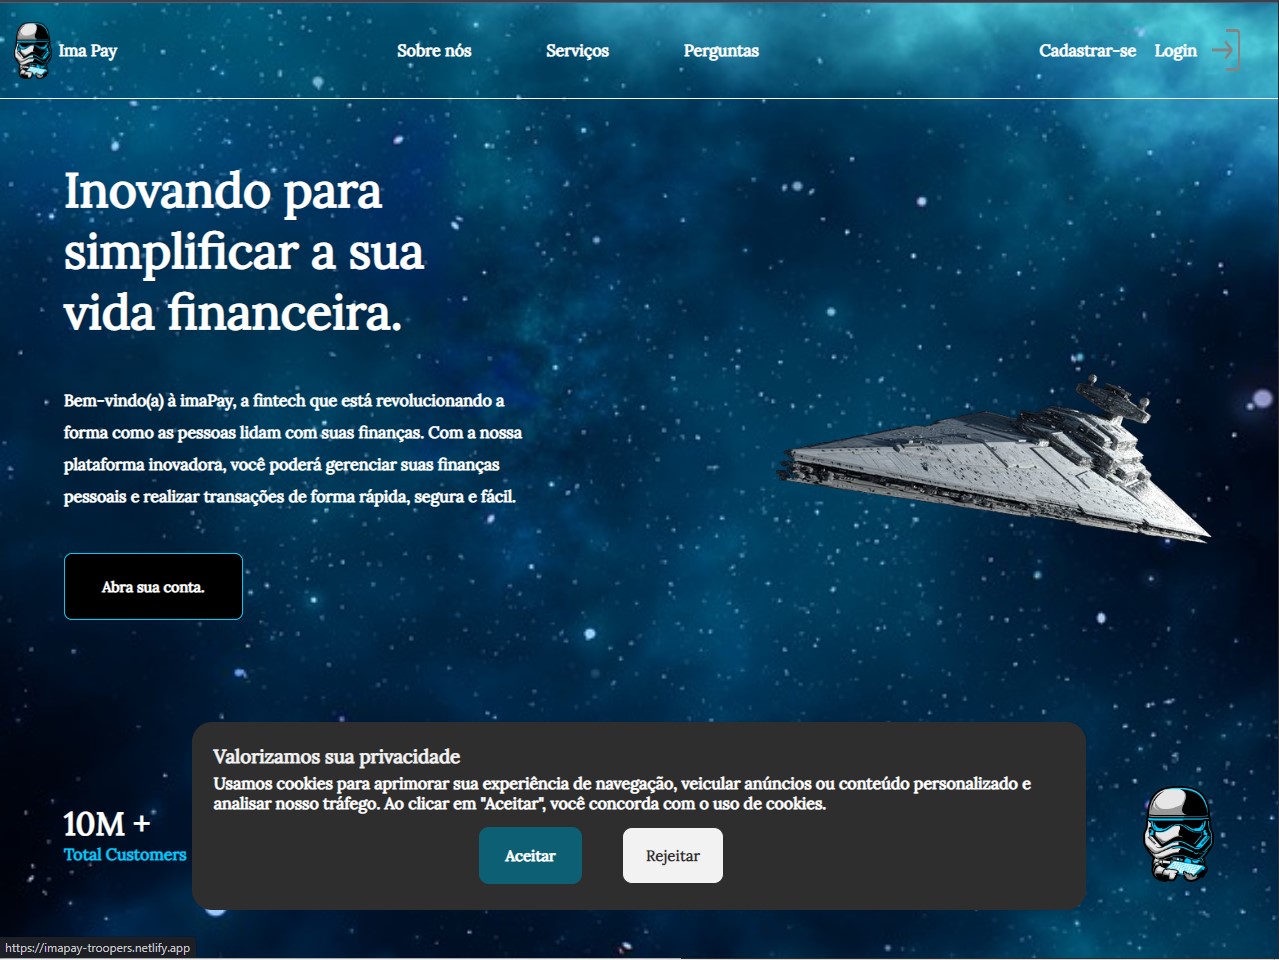 Ima Pay
Sobre nós
Serviços
Perguntas
Cadastrar-se
Login
Inovando para
simplificar a sua
vida financeira.
Bem-vindo(a) à imaPay, a fintech que está revolucionando a
forma como as pessoas lidam com suas finanças. Com a nossa
plataforma inovadora, você poderá gerenciar suas finanças
pessoais e realizar transações de forma rápida, segura e fácil.
Abra sua conta.
10M +
Total Customers
Valorizamos sua privacidade
Usamos cookies para aprimorar sua experiência de navegação, veicular anúncios ou conteúdo personalizado e
analisar nosso tráfego. Ao clicar em "Aceitar", você concorda com o uso de cookies.
Aceitar
Rejeitar
https://imapay-troopers.netlify.app